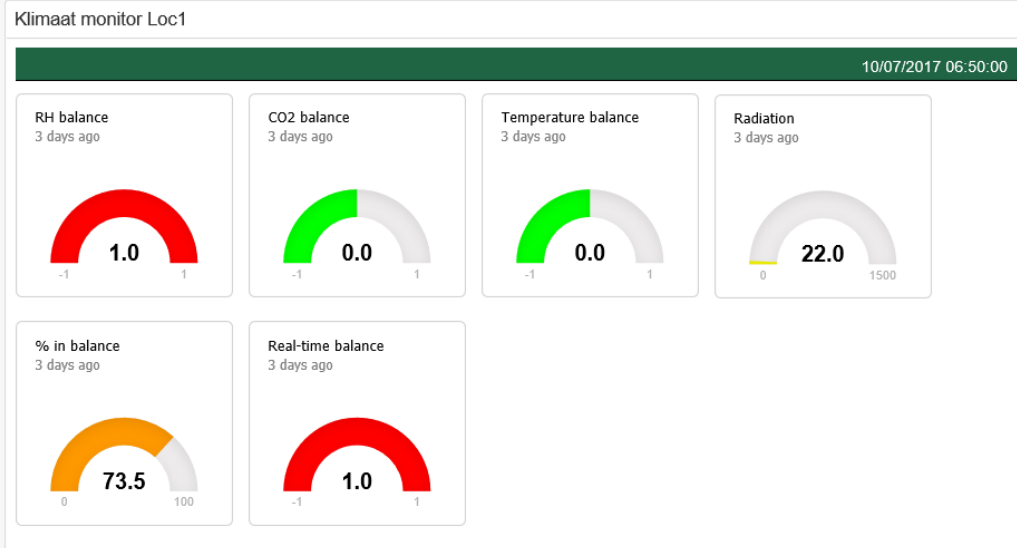 Klimaat monitor Loc1
10/07/2017 06:50:00
RH balance
3 days ago
1.0
-1 1
CO2 balance
3 days ago
0.0
-1 1
Temperature balance
3 days ago
0.0
-1 1
Radiation
3 days ago
22.0
0 1500
% in balance
3 days ago
73.5
0 100
Real-time balance
3 days ago
1.0
-1 1